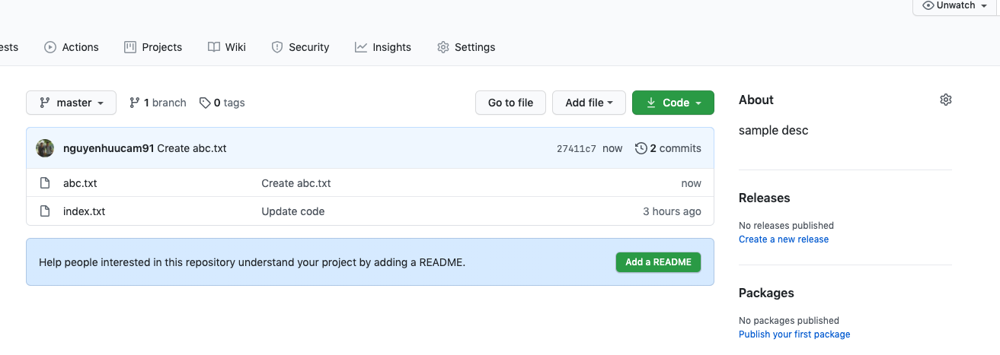 Unwatch
ests Actions Projects Wiki Security Insights Settings
master 1 branch 0 tags Go to file Add file Code
nguyenhuucam91 Create abc.txt 27411c7 now 2 commits
abc.txt Create abc.txt now
index.txt Update code 3 hours ago
Help people interested in this repository understand your project by adding a README. Add a README
About
sample desc
Releases
No releases published
Create a new release
Packages
No packages published
Publish your first package